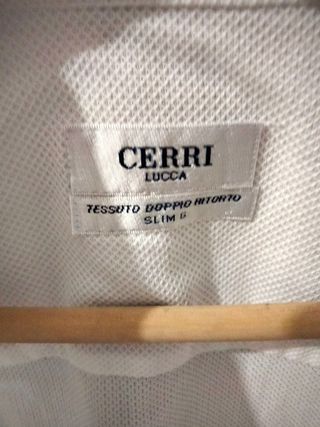 CERRI
LUCCA
TESSUTO DOPPIO RITORTO
SLIM G